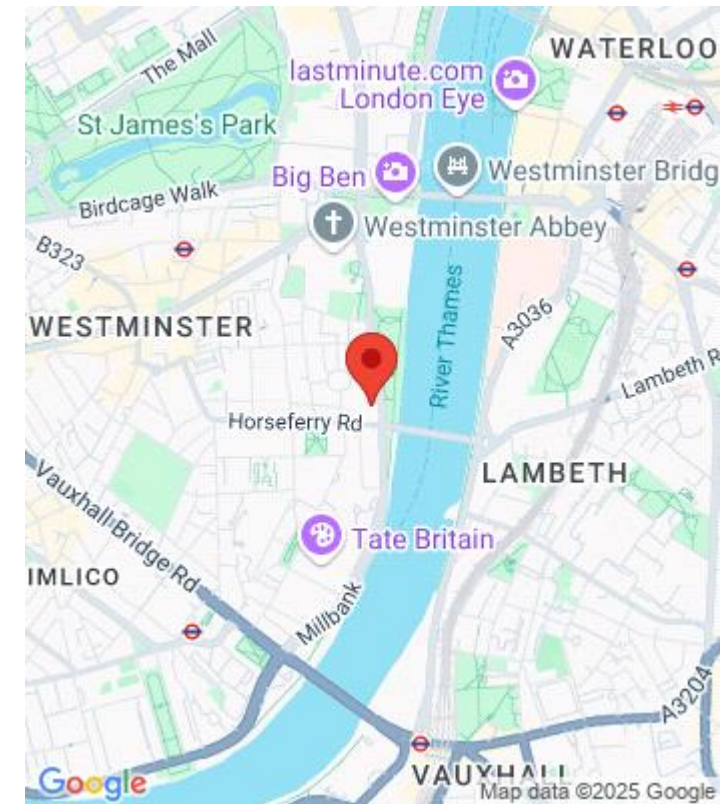 WATERLOO
The Mall
lastminute.com
London Eye
St James's Park
Big Ben
Westminster Bridg
Birdcage Walk
Westminster Abbey
B323
River Thames
A3036
WESTMINSTER
Lambeth R
Horseferry Rd
LAMBETH
Vauxhall Bridge Rd
Tate Britain
IMLICO
Millbank
A3204
VAUXHALL
Google
Map data ©2025 Google